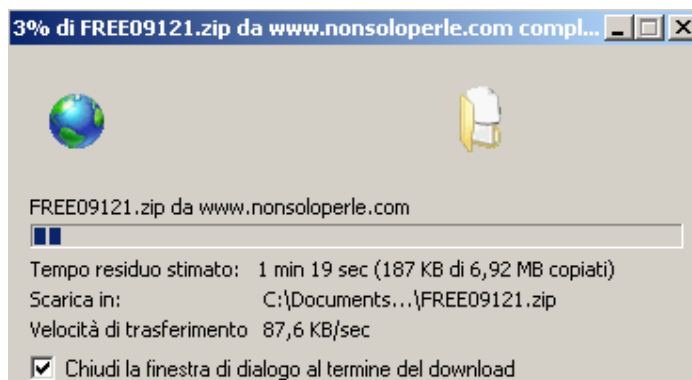 3% di FREE09121.zip da www.nonsoloperle.com compl...
FREE09121.zip da www.nonsoloperle.com
Tempo residuo stimato: 1 min 19 sec (187 KB di 6,92 MB copiati)
Scarica in: C:\Documents...\FREE09121.zip
Velocità di trasferimento 87,6 KB/sec
Chiudi la finestra di dialogo al termine del download